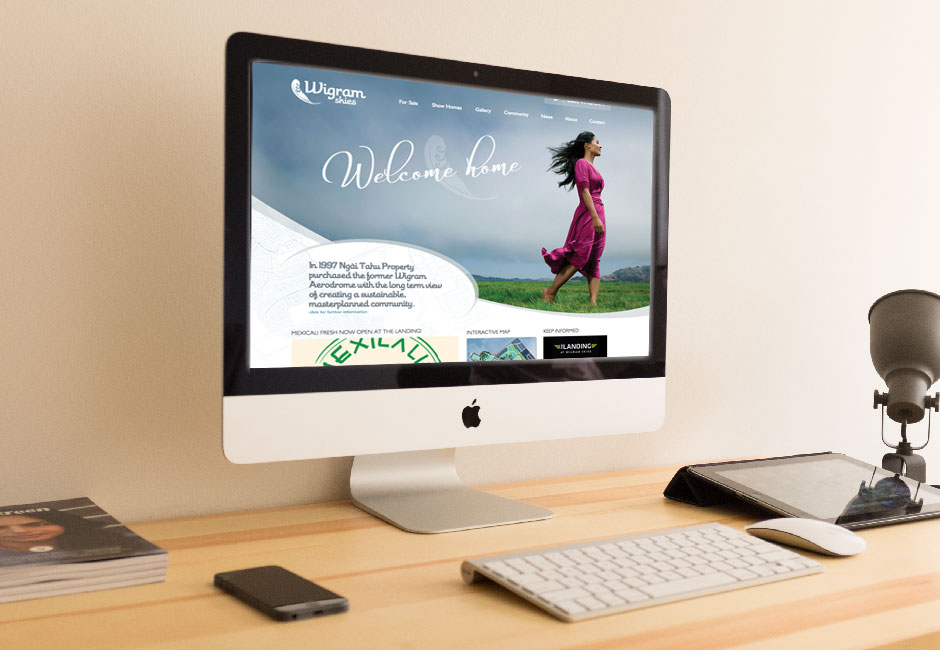 Wigram
skies
For Sale Show Homes Gallery Community News About Contact
Welcome home
In 1997 Ngāi Tahu Property
purchased the former Wigram
Aerodrome with the long term view
of creating a sustainable,
masterplanned community.
click for further information
MEXICALI FRESH NOW OPEN AT THE LANDING
INTERACTIVE MAP
KEEP INFORMED
THE LANDING
AT WIGRAM SKIES